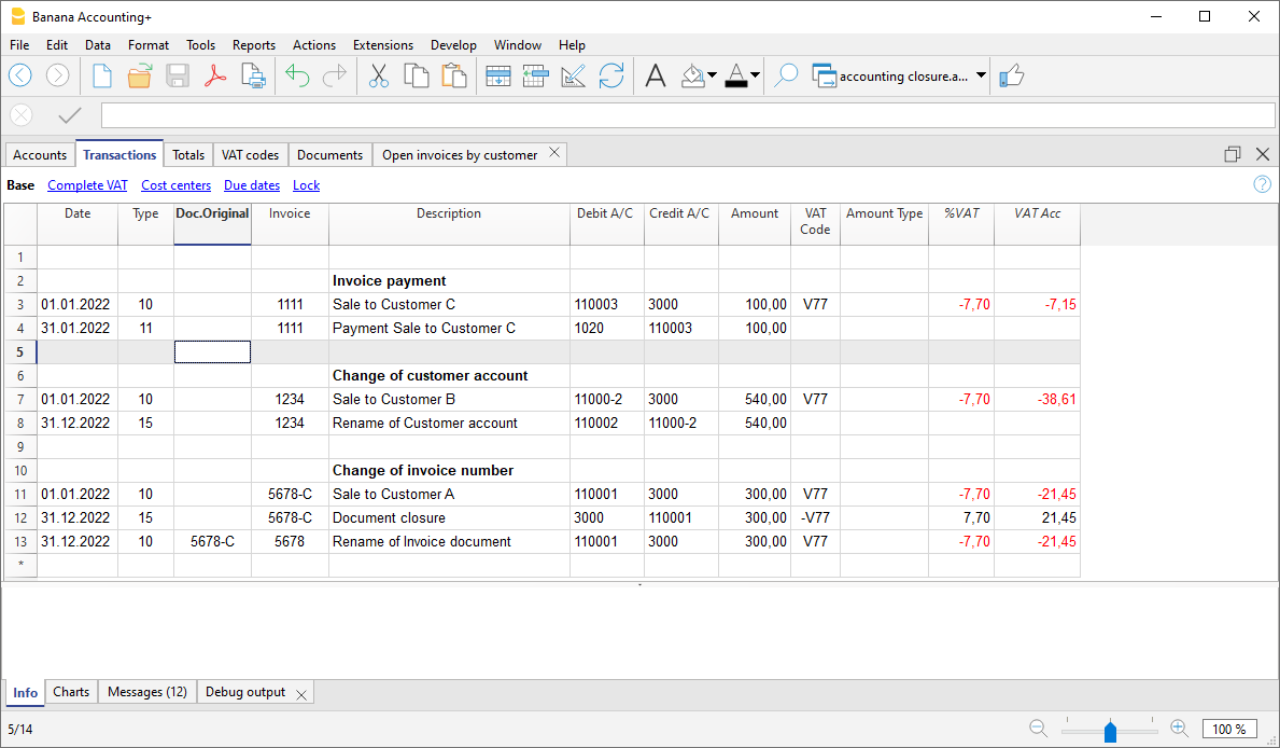 Banana Accounting+
File Edit Data Format Tools Reports Actions Extensions Develop Window Help
accounting closure.a...
Accounts Transactions Totals VAT codes Documents Open invoices by customer
Base Complete VAT Cost centers Due dates Lock
Date Type Doc.Original Invoice Description Debit A/C Credit A/C Amount VAT Code Amount Type %VAT VAT Acc
1
2 Invoice payment
3 01.01.2022 10 1111 Sale to Customer C 110003 3000 100,00 V77 -7,70 -7,15
4 31.01.2022 11 1111 Payment Sale to Customer C 1020 110003 100,00
5
6 Change of customer account
7 01.01.2022 10 1234 Sale to Customer B 11000-2 3000 540,00 V77 -7,70 -38,61
8 31.12.2022 15 1234 Rename of Customer account 110002 11000-2 540,00
9
10 Change of invoice number
11 01.01.2022 10 5678-C Sale to Customer A 110001 3000 300,00 V77 -7,70 -21,45
12 31.12.2022 15 5678-C Document closure 3000 110001 300,00 -V77 7,70 21,45
13 31.12.2022 10 5678-C 5678 Rename of Invoice document 110001 3000 300,00 V77 -7,70 -21,45
*
Info Charts Messages (12) Debug output
5/14 100 %